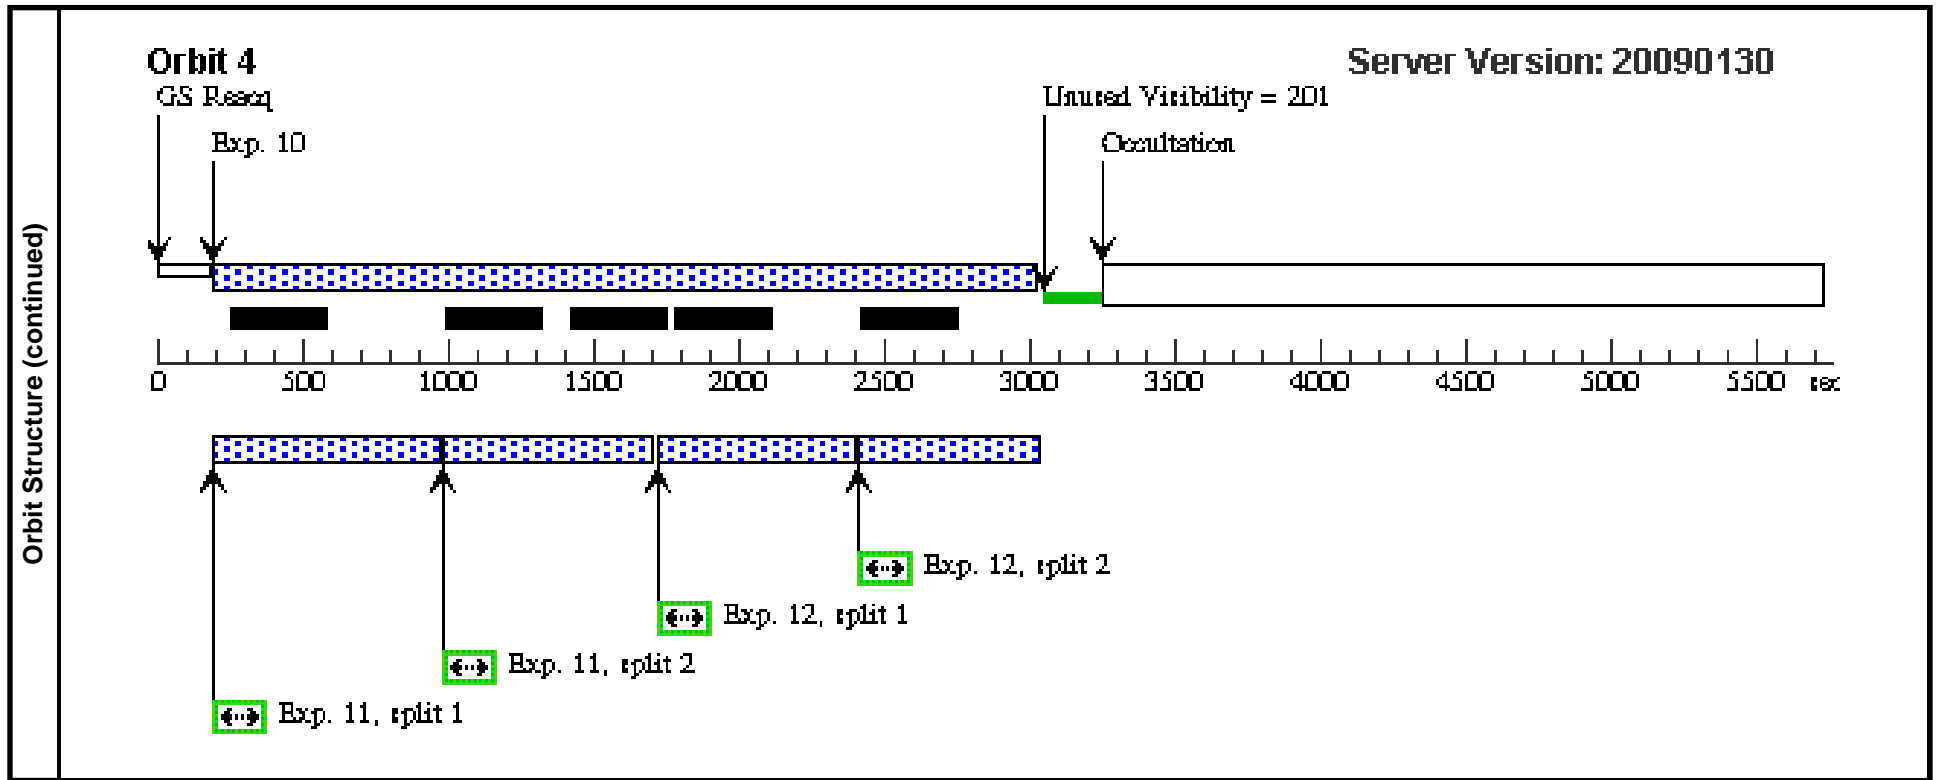 Orbit Structure (continued)
Orbit 4
Server Version: 20090130
GS Reacq
Unused Visibility = 201
Exp. 10
Occultation
0 500 1000 1500 2000 2500 3000 3500 4000 4500 5000 5500 sec
Exp. 12, split 2
Exp. 12, split 1
Exp. 11, split 2
Exp. 11, split 1